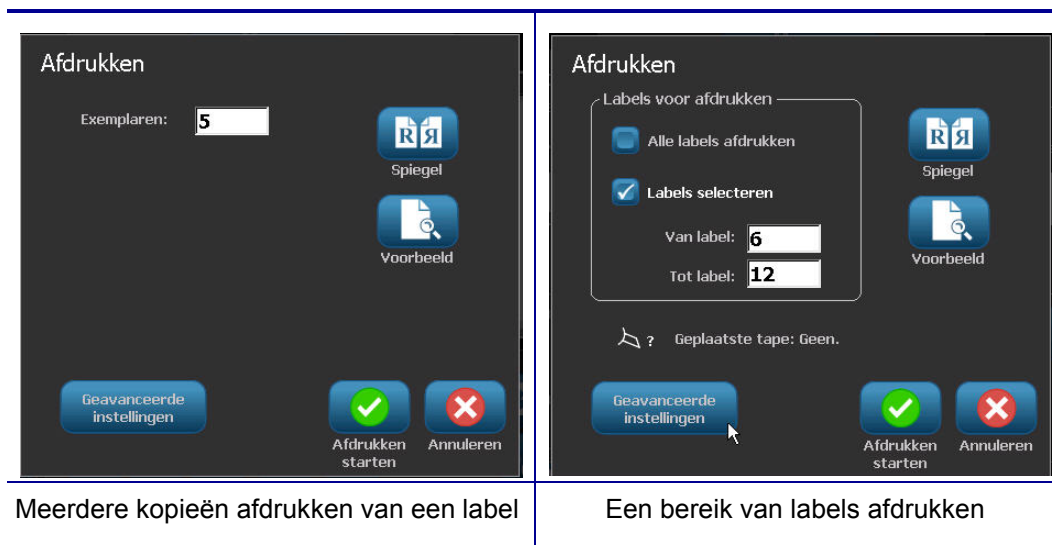 Afdrukken
Exemplaren: 5
R Я
Spiegel
Voorbeeld
Geavanceerde
instellingen
Afdrukken
starten
Annuleren
Meerdere kopieën afdrukken van een label
Afdrukken
Labels voor afdrukken
Alle labels afdrukken
Labels selecteren
Van label: 6
Tot label: 12
R Я
Spiegel
Voorbeeld
? Geplaatste tape: Geen.
Geavanceerde
instellingen
Afdrukken
starten
Annuleren
Een bereik van labels afdrukken